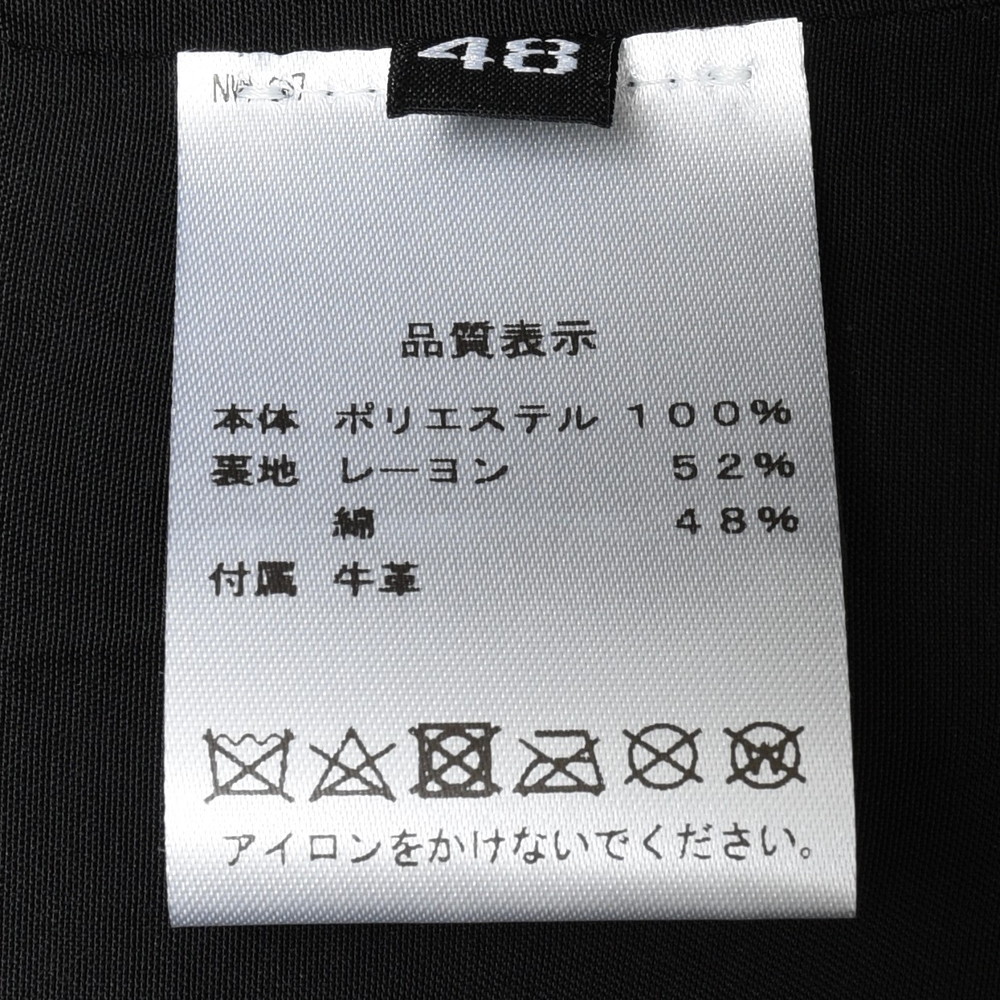 48
品質表示
本体 ポリエステル 100%
裏地 レーヨン 52%
綿 48%
付属 牛革
アイロンをかけないでください。